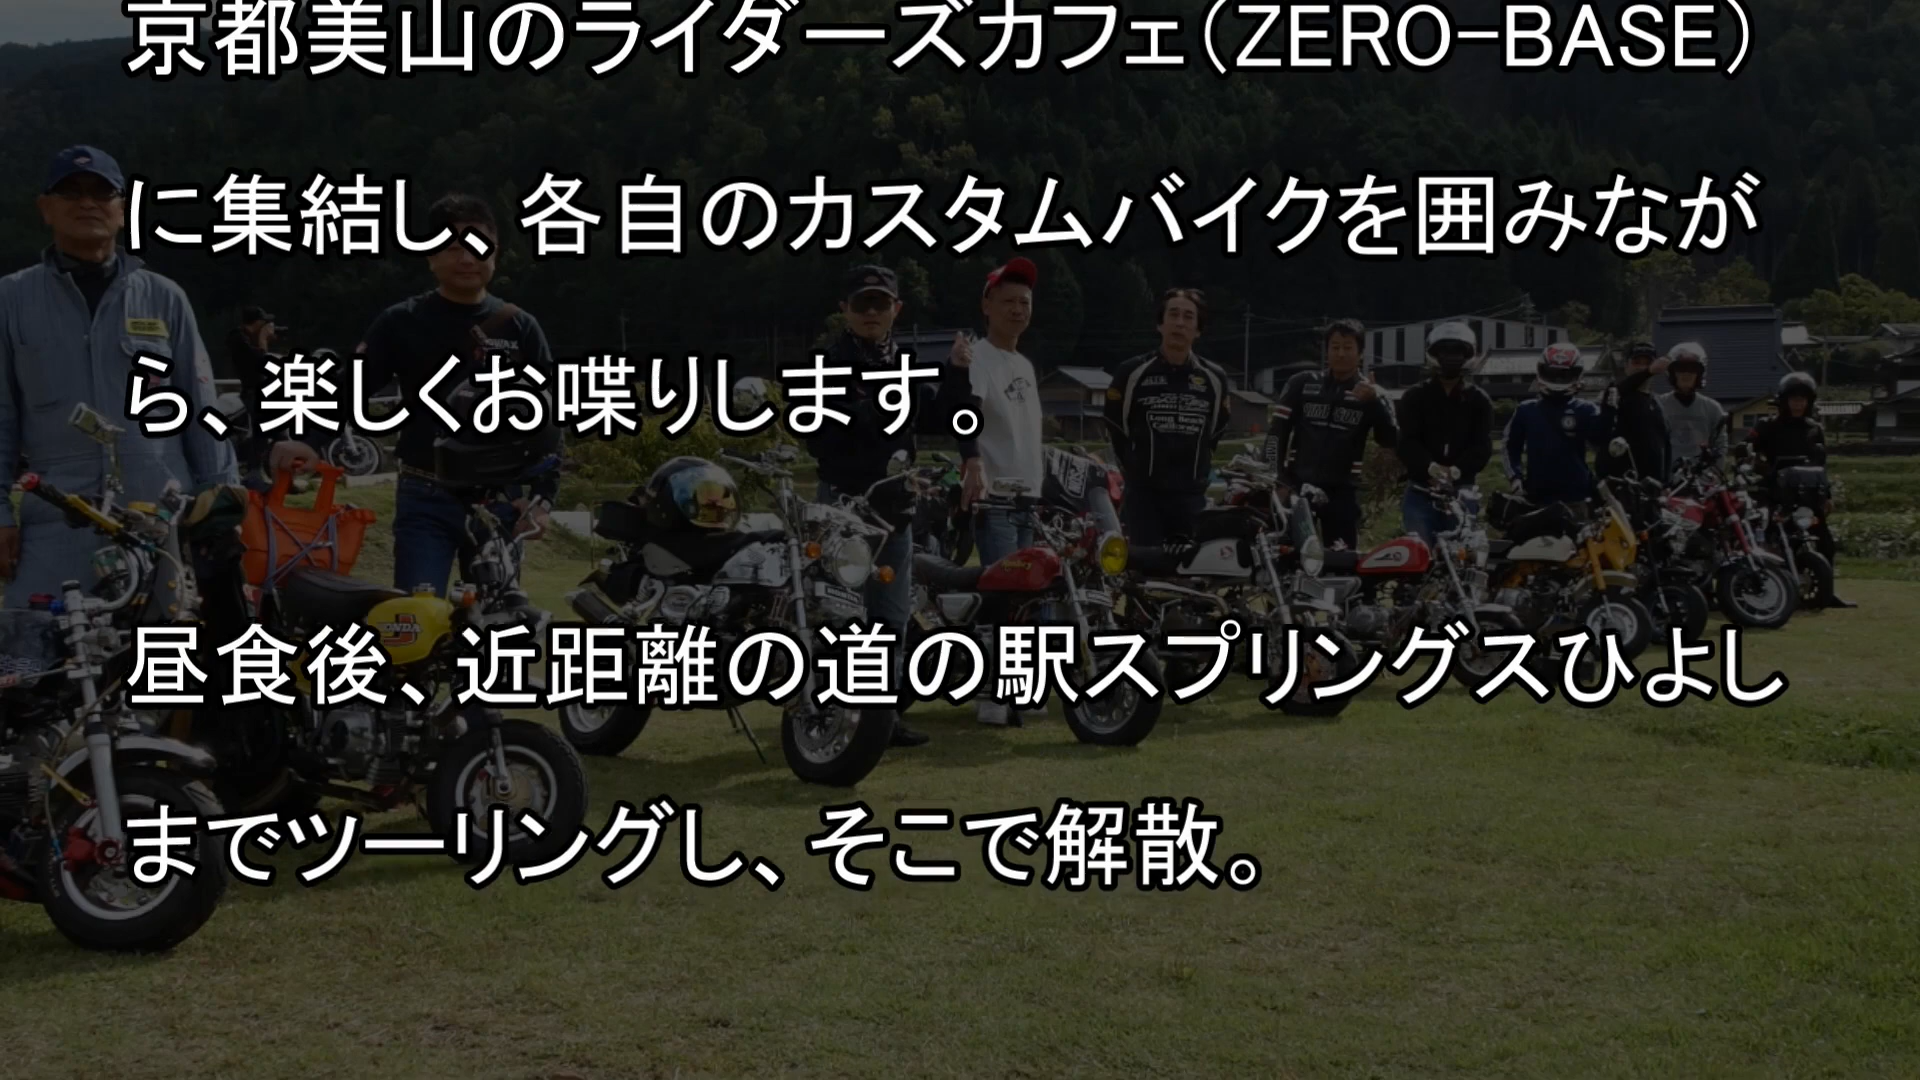 京都美山のライダーズカフェ（ZERO-BASE）
に集結し、各自のカスタムバイクを囲みなが
ら、楽しくお喋りします。
昼食後、近距離の道の駅スプリングスひよし
までツーリングし、そこで解散。
HONDA